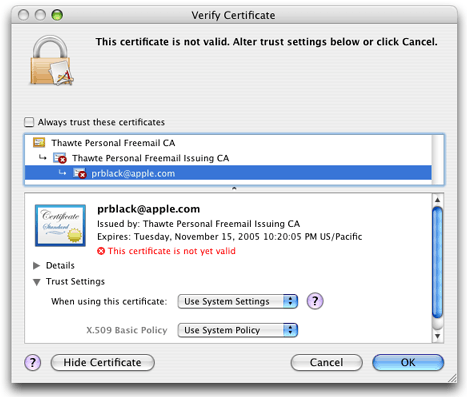 Verify Certificate
This certificate is not valid. Alter trust settings below or click Cancel.
Always trust these certificates
Thawte Personal Freemail CA
Thawte Personal Freemail Issuing CA
prblack@apple.com
Certificate
Standard
prblack@apple.com
Issued by: Thawte Personal Freemail Issuing CA
Expires: Tuesday, November 15, 2005 10:20:05 PM US/Pacific
This certificate is not yet valid
Details
Trust Settings
When using this certificate: Use System Settings ?
X.509 Basic Policy Use System Policy
? Hide Certificate Cancel OK